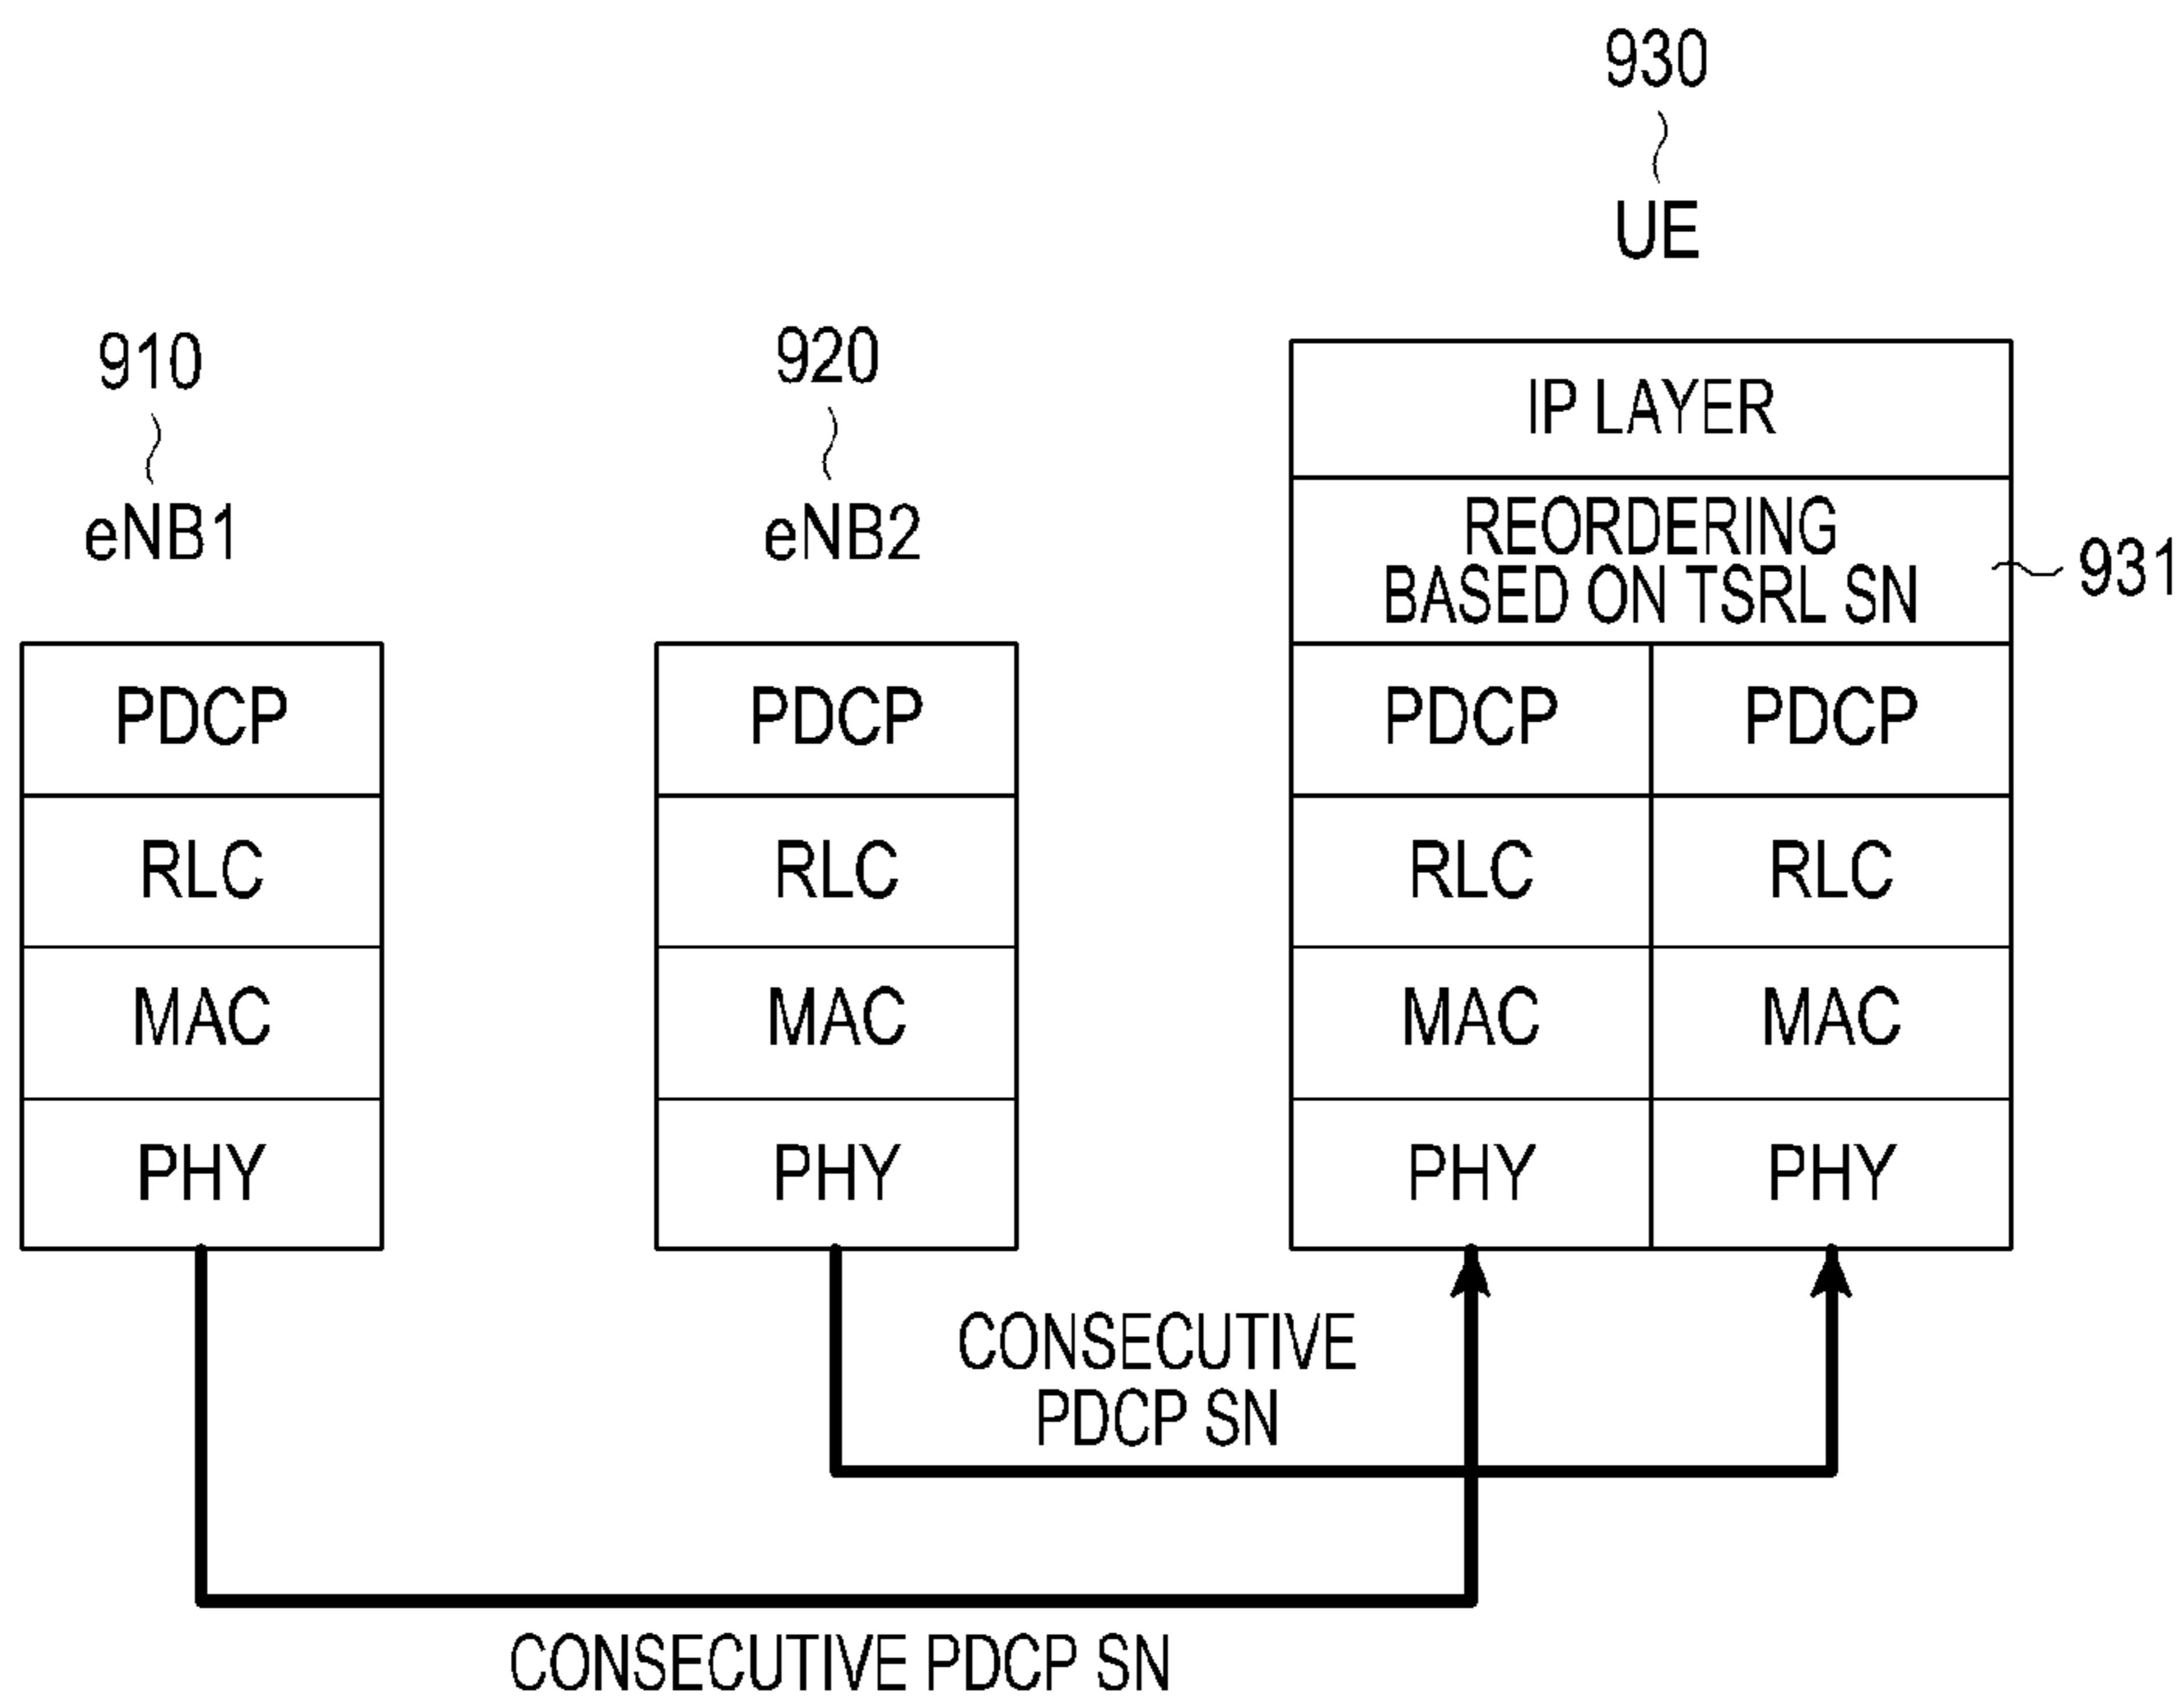 930
UE
910
eNB1
920
eNB2
IP LAYER
REORDERING
BASED ON TSRL SN
931
PDCP
RLC
MAC
PHY
PDCP
RLC
MAC
PHY
PDCP
PDCP
RLC
RLC
MAC
MAC
PHY
PHY
CONSECUTIVE
PDCP SN
CONSECUTIVE PDCP SN